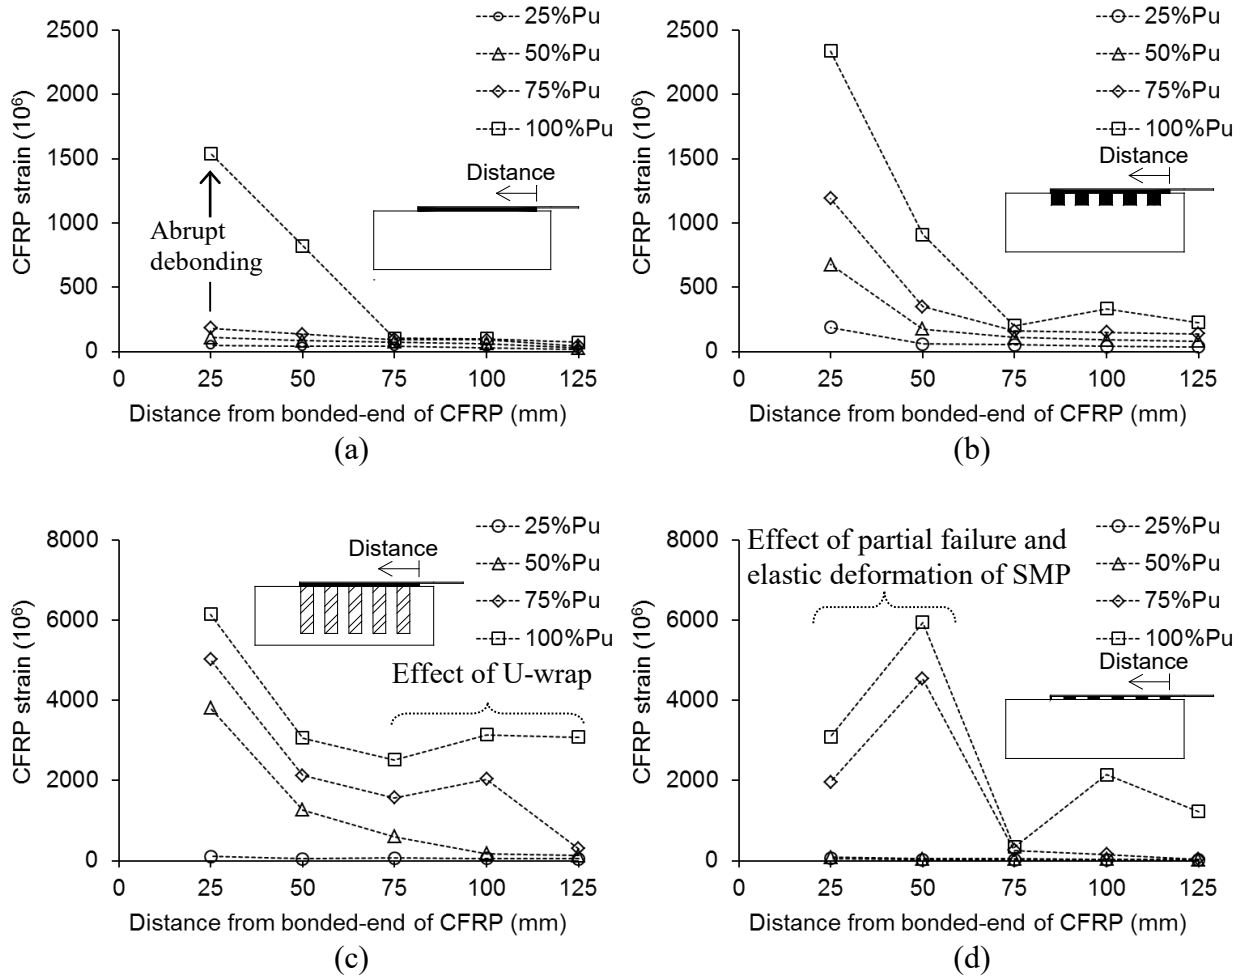 2500
2000
1500
1000
500
0
CFRP strain (10⁶)
25%Pu
50%Pu
75%Pu
100%Pu
Distance
Abrupt
debonding
0 25 50 75 100 125
Distance from bonded-end of CFRP (mm)
(a)
2500
2000
1500
1000
500
0
CFRP strain (10⁶)
25%Pu
50%Pu
75%Pu
100%Pu
Distance
0 25 50 75 100 125
Distance from bonded-end of CFRP (mm)
(b)
8000
6000
4000
2000
0
CFRP strain (10⁶)
25%Pu
50%Pu
75%Pu
100%Pu
Distance
Effect of U-wrap
0 25 50 75 100 125
Distance from bonded-end of CFRP (mm)
(c)
8000
6000
4000
2000
0
CFRP strain (10⁶)
25%Pu
50%Pu
75%Pu
100%Pu
Effect of partial failure and
elastic deformation of SMP
Distance
0 25 50 75 100 125
Distance from bonded-end of CFRP (mm)
(d)